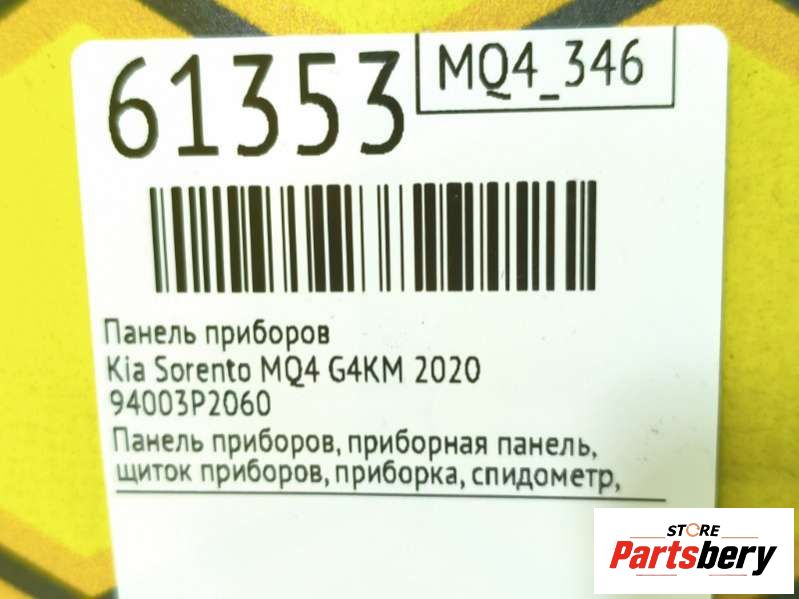 61353
MQ4_346
Панель приборов
Kia Sorento MQ4 G4KM 2020
94003P2060
Панель приборов, приборная панель,
щиток приборов, приборка, спидометр,
STORE
Partsbery